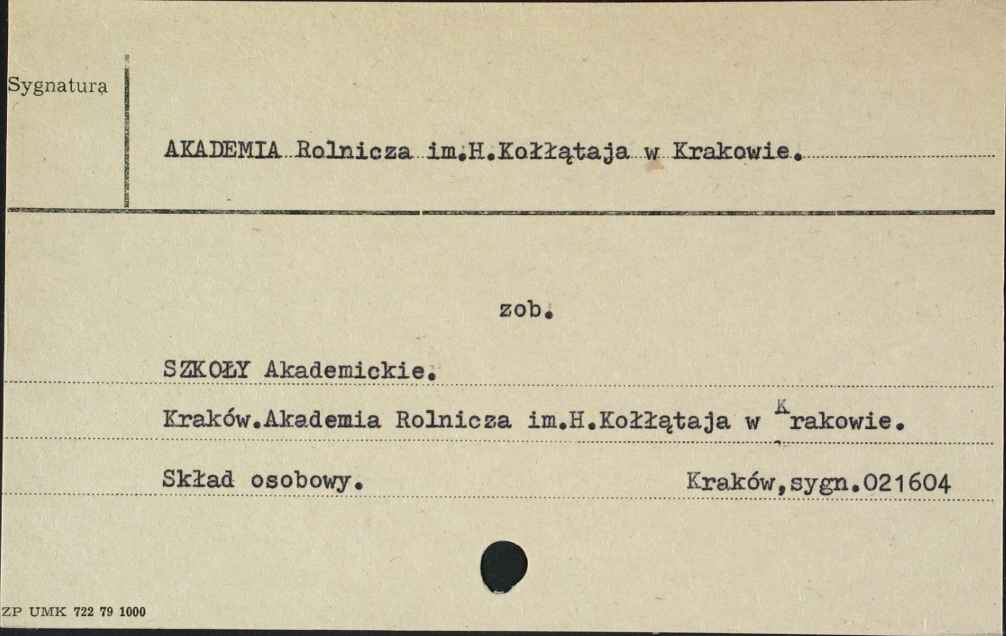 Sygnatura
AKADEMIA Rolnicza im.H.Kołłątaja w Krakowie.
zob.
SZKOŁY Akademickie.
Kraków.Akademia Rolnicza im.H.Kołłątaja w Krakowie.
Skład osobowy. Kraków,sygn.021604
ZP UMK 722 79 1000